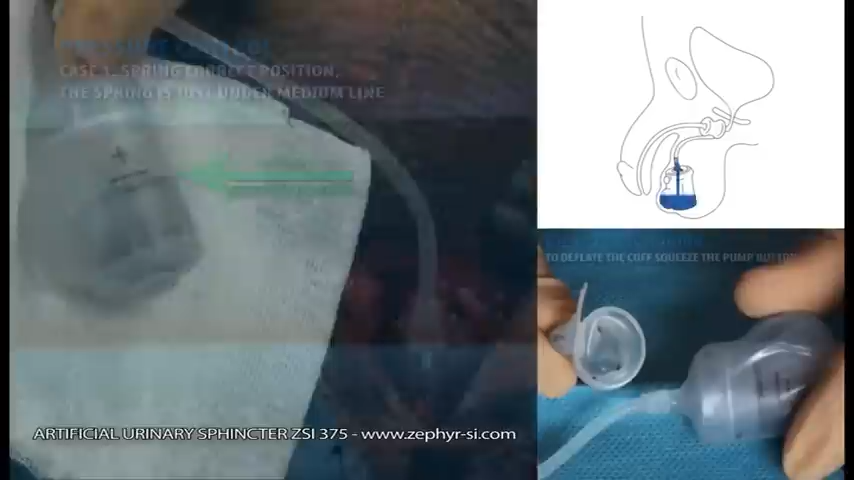 CASE 1. SPRING CORRECT POSITION,
THE SPRING IS JUST UNDER MEDIUM LINE
TO DEFLATE THE CUFF SQUEEZE THE PUMP BUTTON
ARTIFICIAL URINARY SPHINCTER ZSI 375 - www.zephyr-si.com